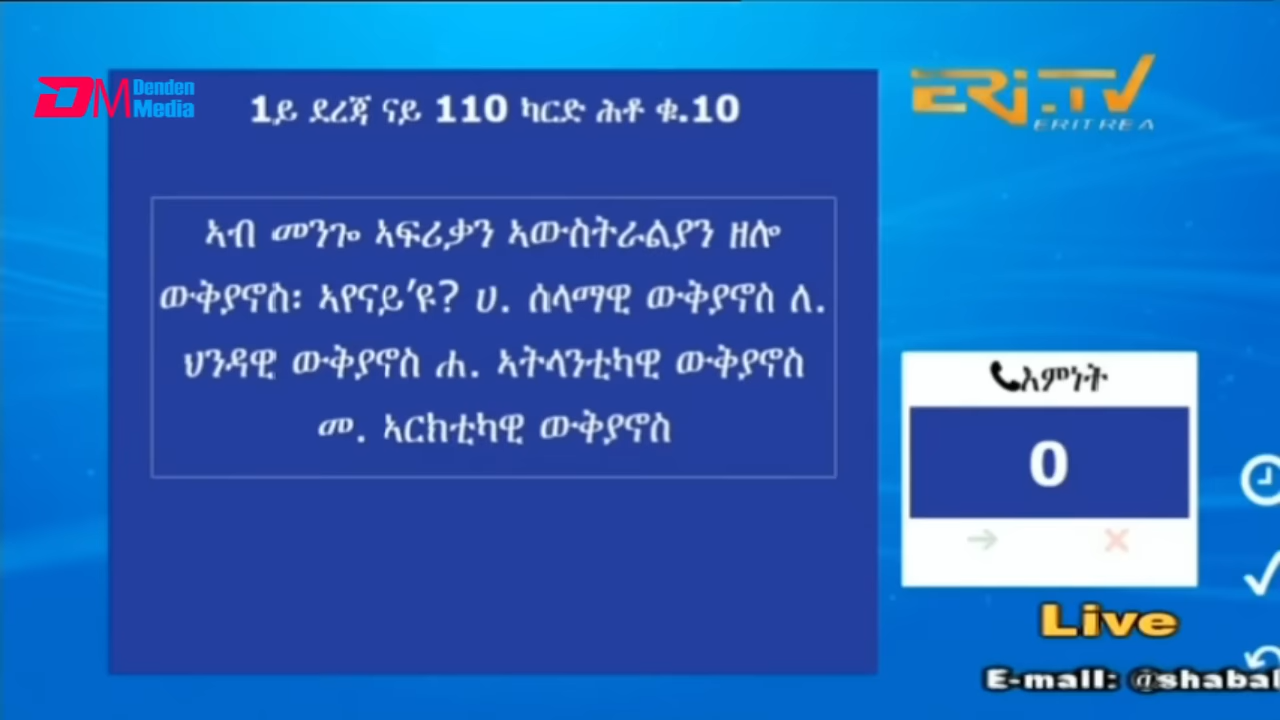 DM Denden Media
1ይ ደረጃ ናይ 110 ካርድ ሕቶ ቁ.10
ERi-TV
ERITREA
ኣብ መንጎ ኣፍሪቃን ኣውስትራልያን ዘሎ
ውቅያኖስ፡ ኣየናይ’ዩ? ሀ. ሰላማዊ ውቅያኖስ ለ.
ህንዳዊ ውቅያኖስ ሐ. ኣትላንቲካዊ ውቅያኖስ
መ. ኣርክቲካዊ ውቅያኖስ
እምነት
0
Live
E-mail: @shabai